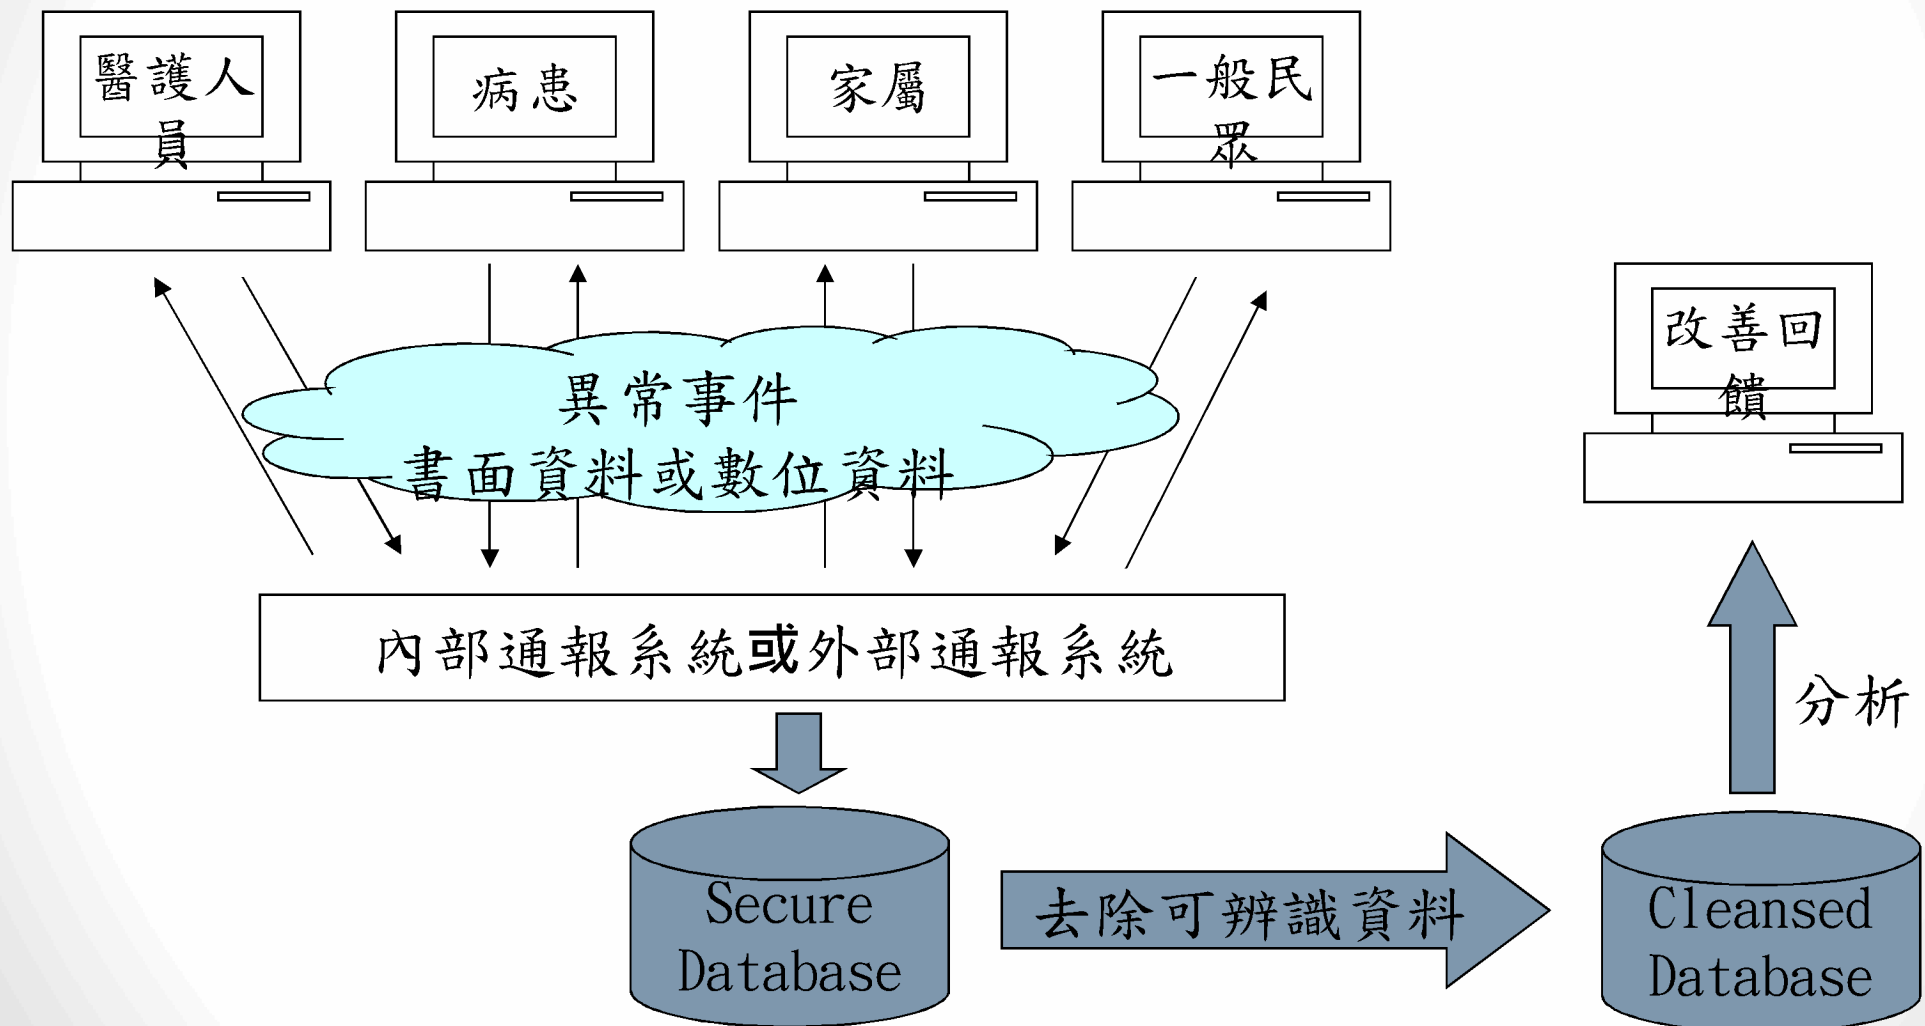 醫護人
員
病患
家屬
一般民
眾
異常事件
書面資料或數位資料
改善回
饋
內部通報系統或外部通報系統
分析
Secure
Database
去除可辨識資料
Cleansed
Database